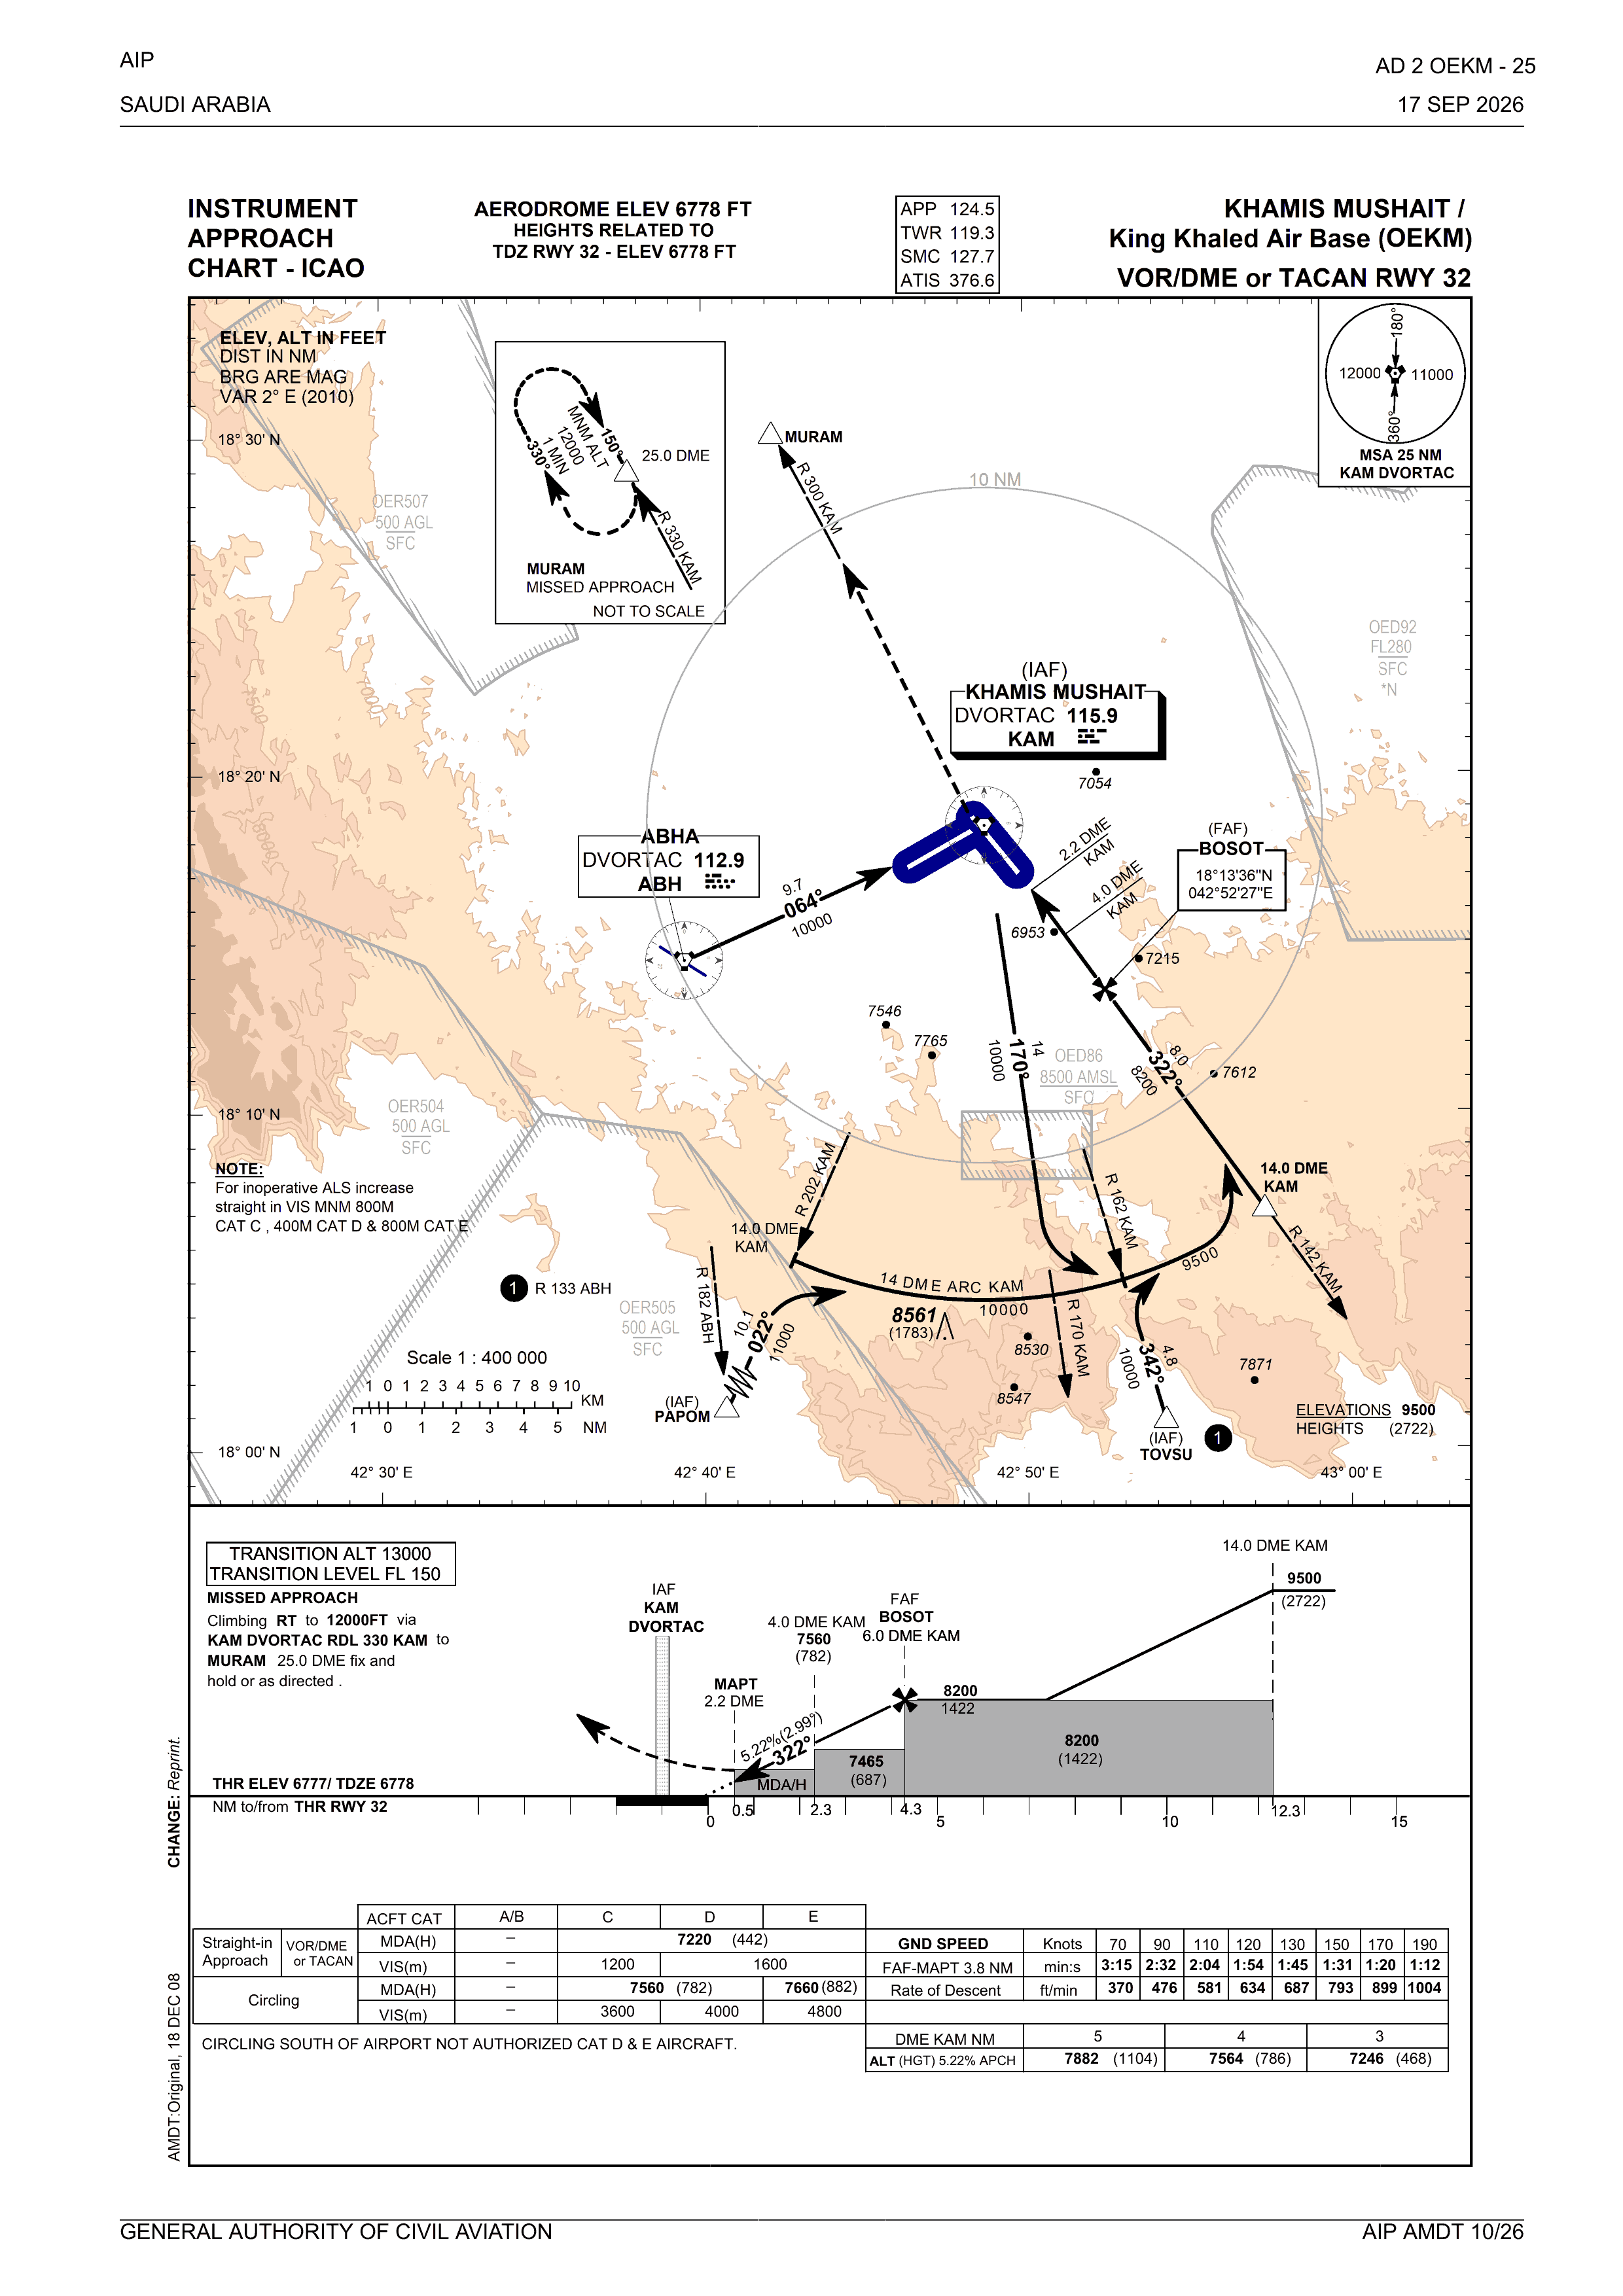 AIP
AD 2 OEKM - 25
SAUDI ARABIA
17 SEP 2026
INSTRUMENT
APPROACH
CHART - ICAO
AERODROME ELEV 6778 FT
HEIGHTS RELATED TO
TDZ RWY 32 - ELEV 6778 FT
APP 124.5
TWR 119.3
SMC 127.7
ATIS 376.6
KHAMIS MUSHAIT /
King Khaled Air Base (OEKM)
VOR/DME or TACAN RWY 32
ELEV, ALT IN FEET
DIST IN NM
BRG ARE MAG
VAR 2° E (2010)
18° 30' N
OER507
500 AGL
SFC
150°
MNM ALT
12000
1 MIN
330°
25.0 DME
R 330 KAM
MURAM
MISSED APPROACH
NOT TO SCALE
MURAM
R 300 KAM
10 NM
180°
12000
11000
360°
MSA 25 NM
KAM DVORTAC
OED92
FL280
SFC
*N
7000
7500
8000
(IAF)
KHAMIS MUSHAIT
DVORTAC 115.9
KAM
7054
18° 20' N
ABHA
DVORTAC 112.9
ABH
9.7
064°
10000
2.2 DME
KAM
4.0 DME
KAM
(FAF)
BOSOT
18°13'36"N
042°52'27"E
6953
7215
7546
7765
14
170°
10000
OED86
8500 AMSL
SFC
8.0
322°
8200
7612
18° 10' N
OER504
500 AGL
SFC
NOTE:
For inoperative ALS increase
straight in VIS MNM 800M
CAT C , 400M CAT D & 800M CAT E
R 202 KAM
14.0 DME
KAM
R 162 KAM
14.0 DME
KAM
R 142 KAM
9500
14 DME ARC KAM
10000
1 R 133 ABH
R 182 ABH
OER505
500 AGL
SFC
10.1
022°
11000
8561
(1783)
8530
8547
R 170 KAM
4.8
342°
10000
7871
Scale 1 : 400 000
1 0 1 2 3 4 5 6 7 8 9 10 KM
1 0 1 2 3 4 5 NM
(IAF)
PAPOM
(IAF)
TOVSU
1
ELEVATIONS 9500
HEIGHTS (2722)
18° 00' N
42° 30' E
42° 40' E
42° 50' E
43° 00' E
TRANSITION ALT 13000
TRANSITION LEVEL FL 150
MISSED APPROACH
Climbing RT to 12000FT via
KAM DVORTAC RDL 330 KAM to
MURAM 25.0 DME fix and
hold or as directed .
IAF
KAM
DVORTAC
MAPT
2.2 DME
4.0 DME KAM
7560
(782)
FAF
BOSOT
6.0 DME KAM
14.0 DME KAM
9500
(2722)
8200
1422
5.22%(2.99°)
322°
MDA/H
7465
(687)
8200
(1422)
THR ELEV 6777/ TDZE 6778
NM to/from THR RWY 32
0 0.5 2.3 4.3 5 10 12.3 15
CHANGE: Reprint.
AMDT:Original, 18 DEC 08
ACFT CAT A/B C D E
Straight-in
Approach
VOR/DME
or TACAN
MDA(H) – 7220 (442)
VIS(m) – 1200 1600
Circling
MDA(H) – 7560 (782) 7660 (882)
VIS(m) – 3600 4000 4800
CIRCLING SOUTH OF AIRPORT NOT AUTHORIZED CAT D & E AIRCRAFT.
GND SPEED Knots 70 90 110 120 130 150 170 190
FAF-MAPT 3.8 NM min:s 3:15 2:32 2:04 1:54 1:45 1:31 1:20 1:12
Rate of Descent ft/min 370 476 581 634 687 793 899 1004
DME KAM NM 5 4 3
ALT (HGT) 5.22% APCH 7882 (1104) 7564 (786) 7246 (468)
GENERAL AUTHORITY OF CIVIL AVIATION
AIP AMDT 10/26